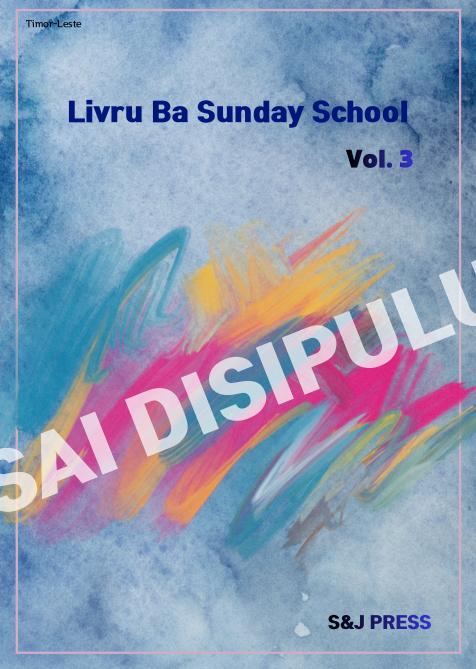 Timor-Leste
Livru Ba Sunday School
Vol. 3
SAI DISIPULU
S&J PRESS